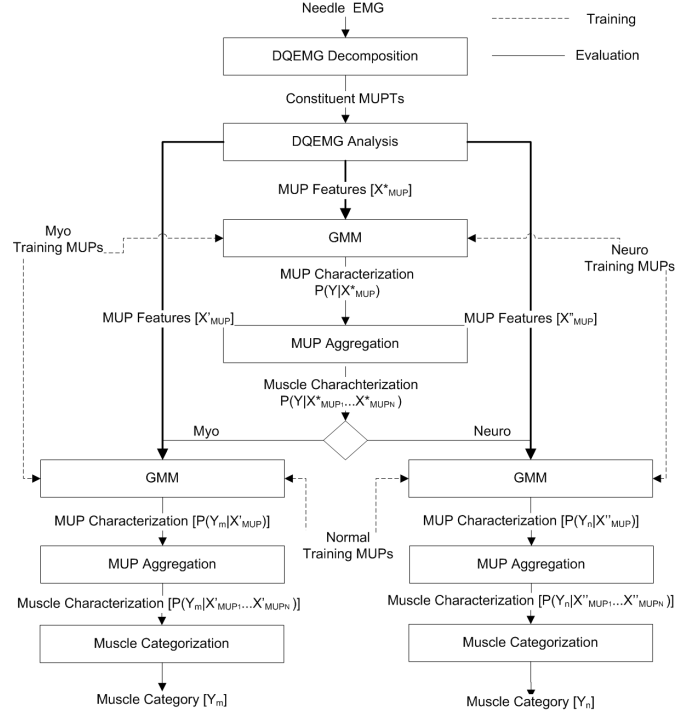 Needle EMG
Training
DQEMG Decomposition
Evaluation
Constituent MUPTs
DQEMG Analysis
MUP Features [X*MUP]
Myo
Training MUPs
GMM
Neuro
Training MUPs
MUP Characterization
P(Y|X*MUP)
MUP Features [X'MUP]
MUP Features [X"MUP]
MUP Aggregation
Muscle Charachterization
P(Y|X*MUP1...X*MUPN)
Myo
Neuro
GMM
GMM
MUP Characterization [P(Ym|X'MUP)]
Normal
Training MUPs
MUP Characterization [P(Yn|X''MUP)]
MUP Aggregation
MUP Aggregation
Muscle Characterization [P(Ym|X'MUP1...X'MUPN)]
Muscle Characterization [P(Yn|X''MUP1...X''MUPN)]
Muscle Categorization
Muscle Categorization
Muscle Category [Ym]
Muscle Category [Yn]